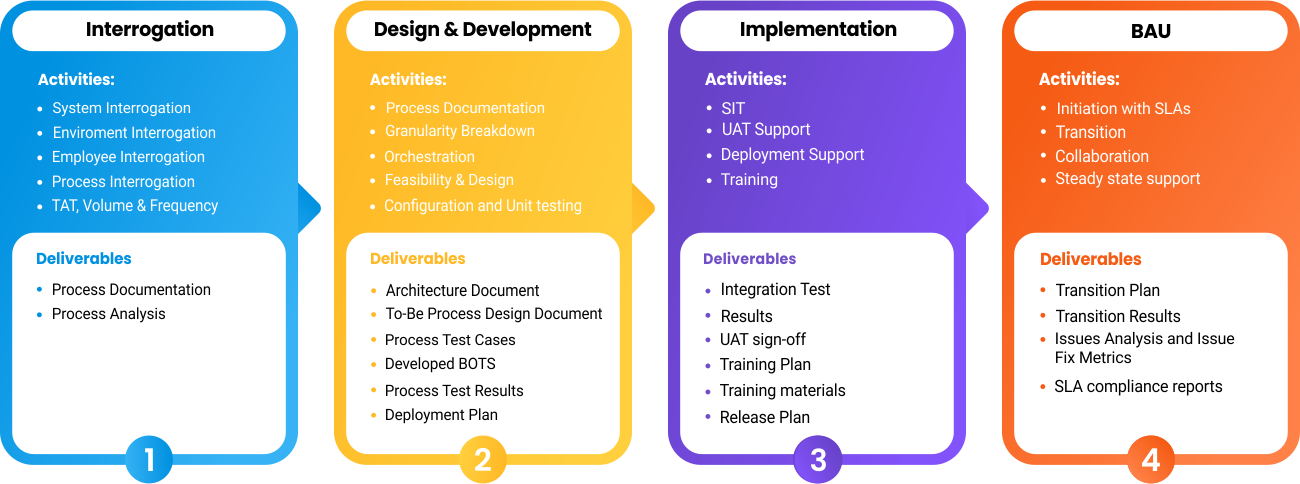 Interrogation
Activities:
System Interrogation
Enviroment Interrogation
Employee Interrogation
Process Interrogation
TAT, Volume & Frequency
Deliverables
Process Documentation
Process Analysis
1
Design & Development
Activities:
Process Documentation
Granularity Breakdown
Orchestration
Feasibility & Design
Configuration and Unit testing
Deliverables
Architecture Document
To-Be Process Design Document
Process Test Cases
Developed BOTS
Process Test Results
Deployment Plan
2
Implementation
Activities:
SIT
UAT Support
Deployment Support
Training
Deliverables
Integration Test
Results
UAT sign-off
Training Plan
Training materials
Release Plan
3
BAU
Activities:
Initiation with SLAs
Transition
Collaboration
Steady state support
Deliverables
Transition Plan
Transition Results
Issues Analysis and Issue
Fix Metrics
SLA compliance reports
4